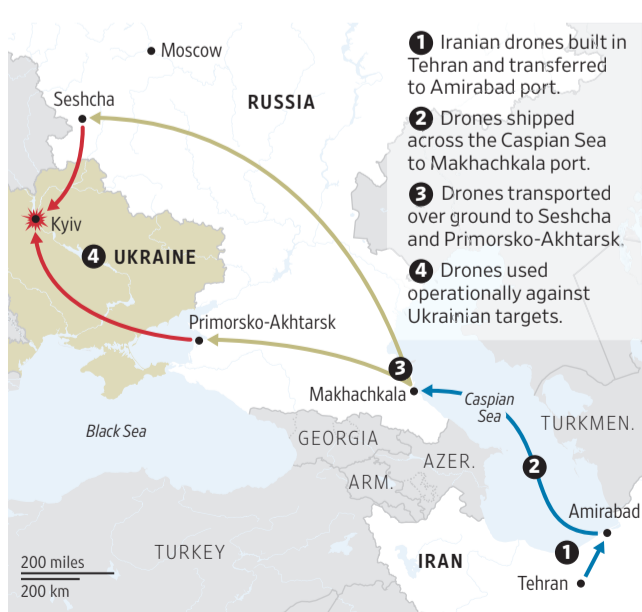 Moscow
Seshcha
RUSSIA
Kyiv
4 UKRAINE
Primorsko-Akhtarsk
3
Makhachkala
Caspian
Sea
Black Sea
GEORGIA
TURKMEN.
AZER.
ARM.
2
Amirabad
TURKEY
IRAN
1
Tehran
200 miles
200 km
1 Iranian drones built in
Tehran and transferred
to Amirabad port.
2 Drones shipped
across the Caspian Sea
to Makhachkala port.
3 Drones transported
over ground to Seshcha
and Primorsko-Akhtarsk.
4 Drones used
operationally against
Ukrainian targets.